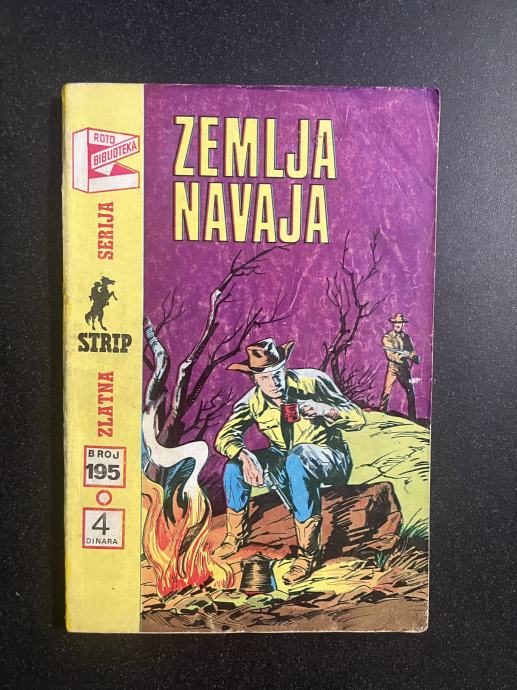 ROTO
BIBLIOTEKA
ZLATNA
STRIP
SERIJA
BROJ
195
4
DINARA
ZEMLJA
NAVAJA